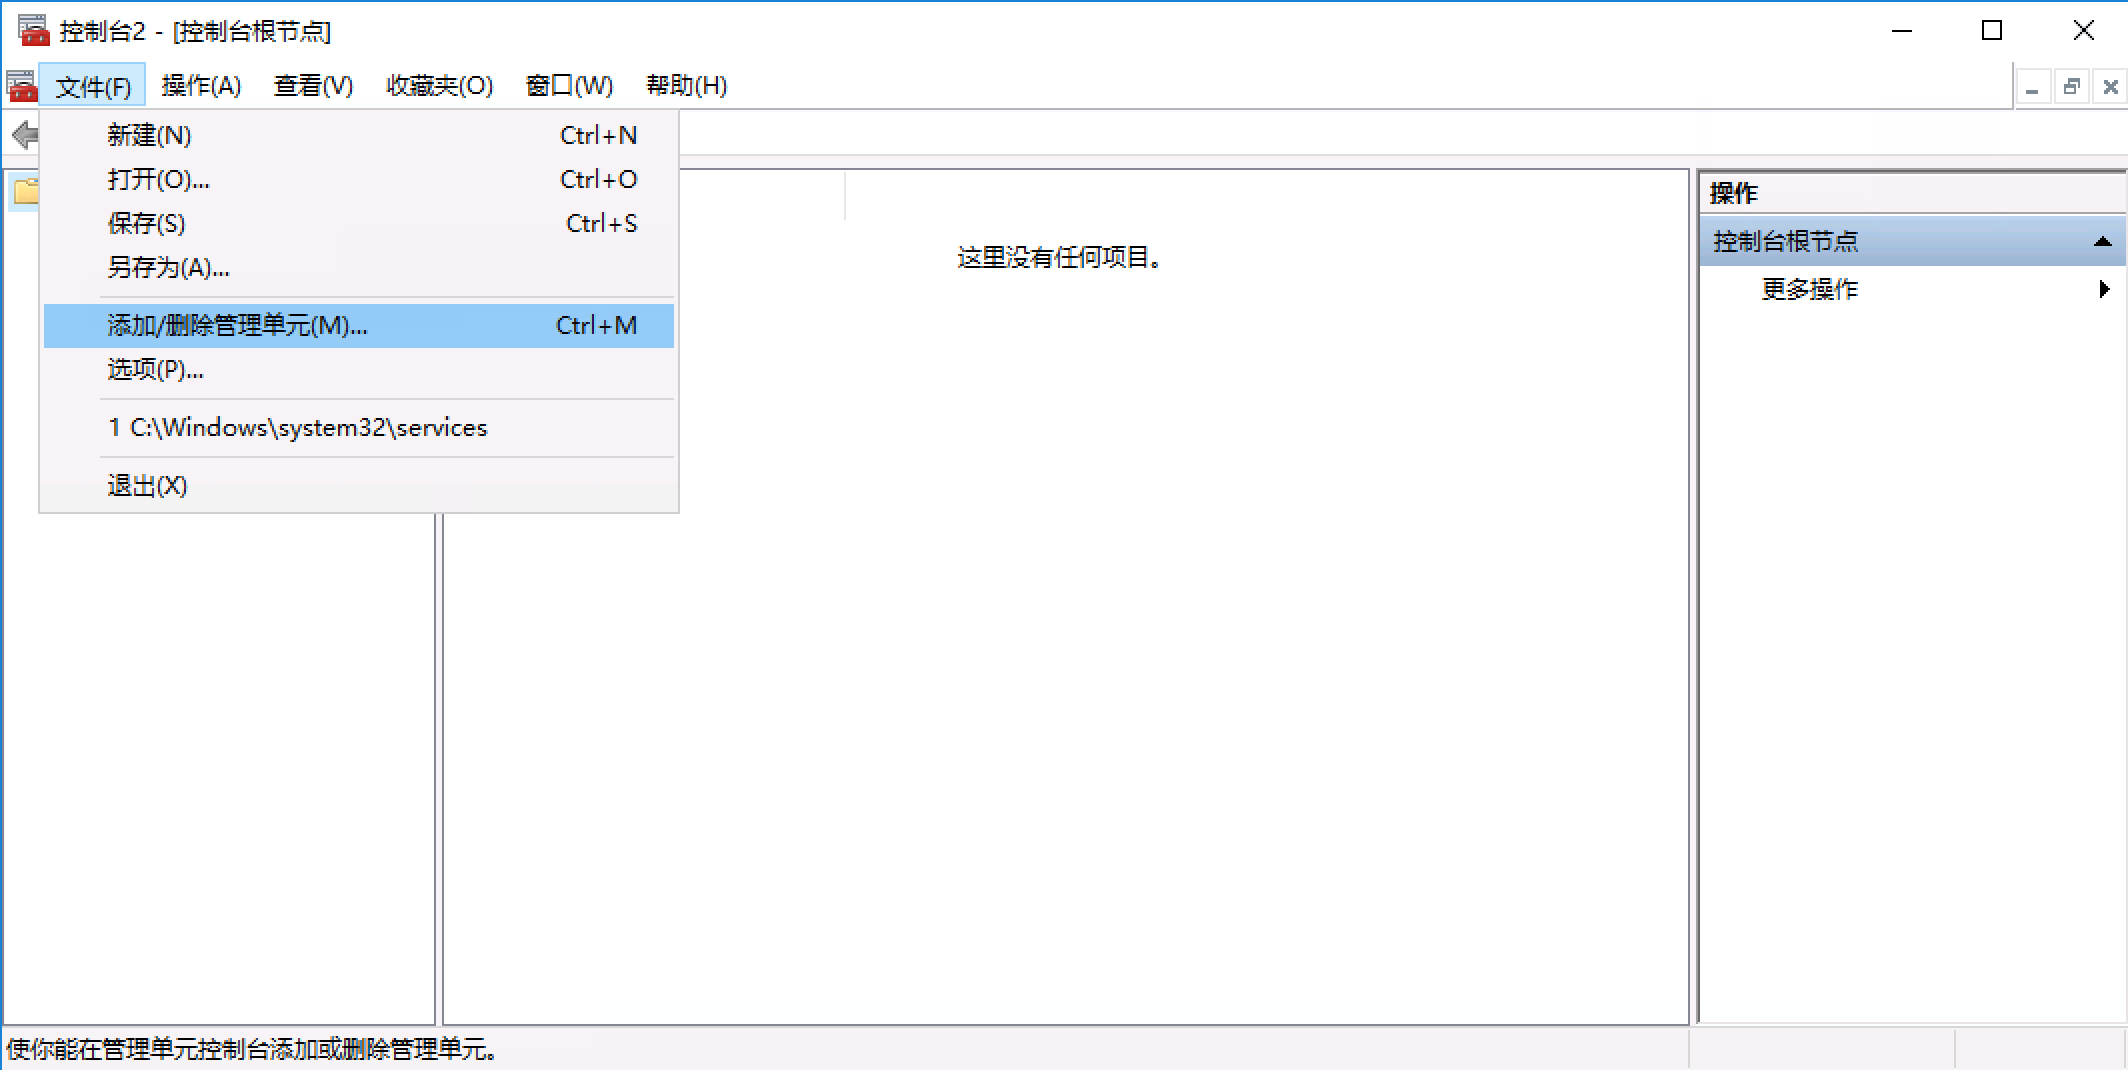 控制台2 - [控制台根节点]
文件(F) 操作(A) 查看(V) 收藏夹(O) 窗口(W) 帮助(H)
新建(N) Ctrl+N
打开(O)... Ctrl+O
保存(S) Ctrl+S
另存为(A)...
添加/删除管理单元(M)... Ctrl+M
选项(P)...
1 C:\Windows\system32\services
退出(X)
这里没有任何项目。
操作
控制台根节点
更多操作
使你能在管理单元控制台添加或删除管理单元。